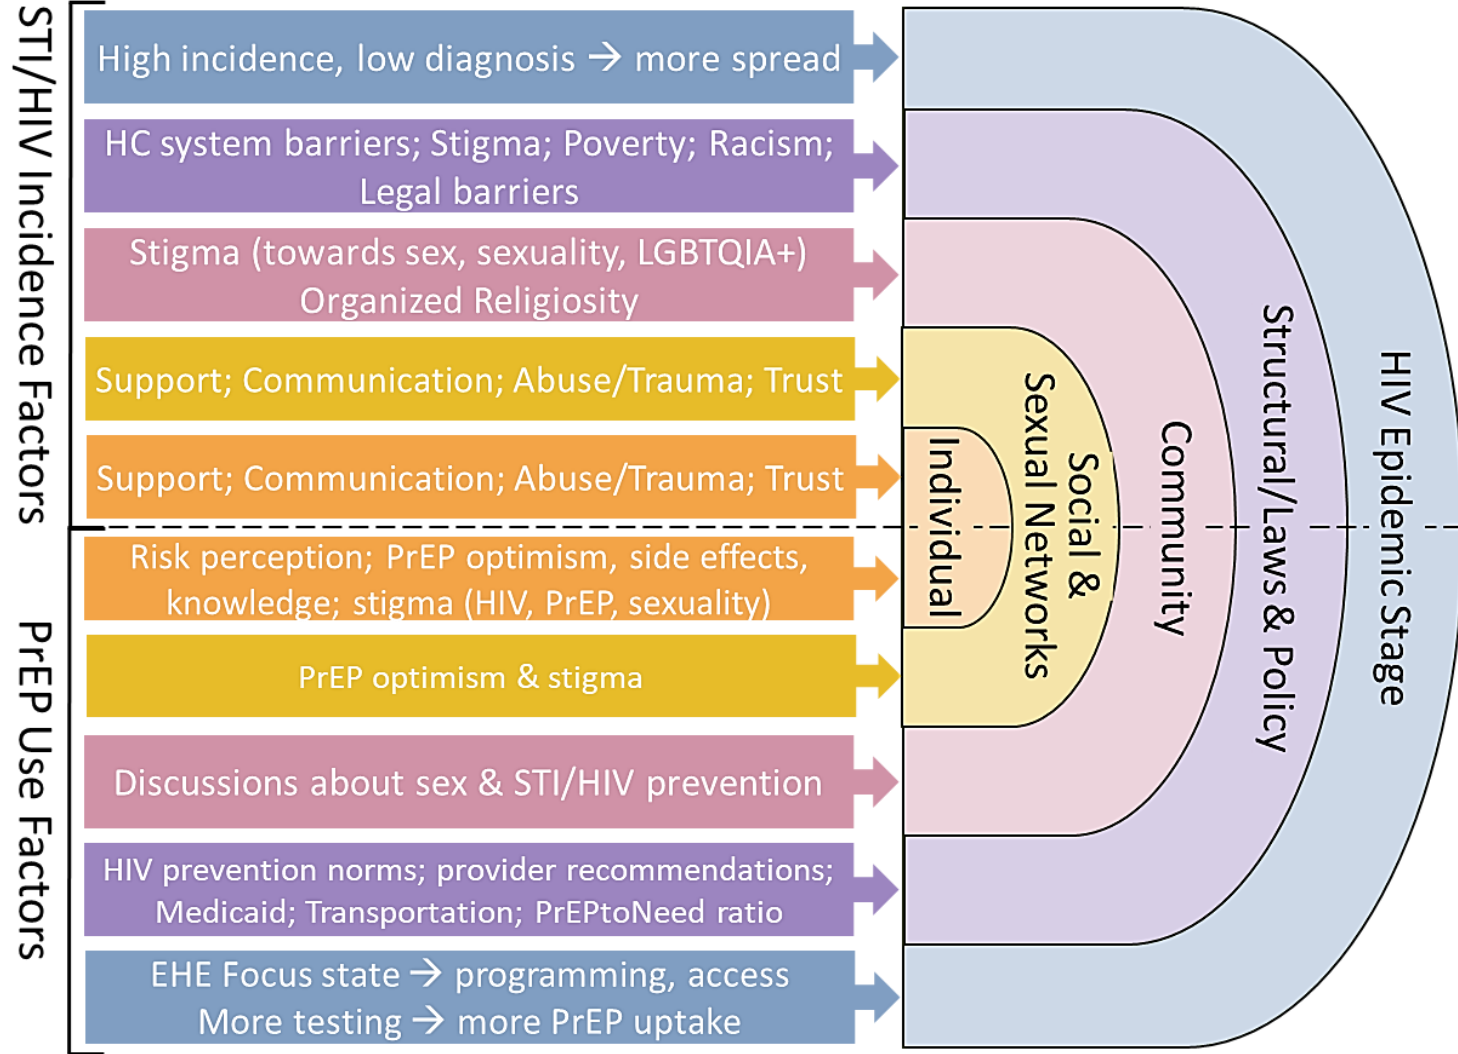 STI/HIV Incidence Factors
High incidence, low diagnosis → more spread
HC system barriers; Stigma; Poverty; Racism;
Legal barriers
Stigma (towards sex, sexuality, LGBTQIA+)
Organized Religiosity
Support; Communication; Abuse/Trauma; Trust
Support; Communication; Abuse/Trauma; Trust
PrEP Use Factors
Risk perception; PrEP optimism, side effects,
knowledge; stigma (HIV, PrEP, sexuality)
PrEP optimism & stigma
Discussions about sex & STI/HIV prevention
HIV prevention norms; provider recommendations;
Medicaid; Transportation; PrEPtoNeed ratio
EHE Focus state → programming, access
More testing → more PrEP uptake
Individual
Social &
Sexual Networks
Community
Structural/Laws & Policy
HIV Epidemic Stage